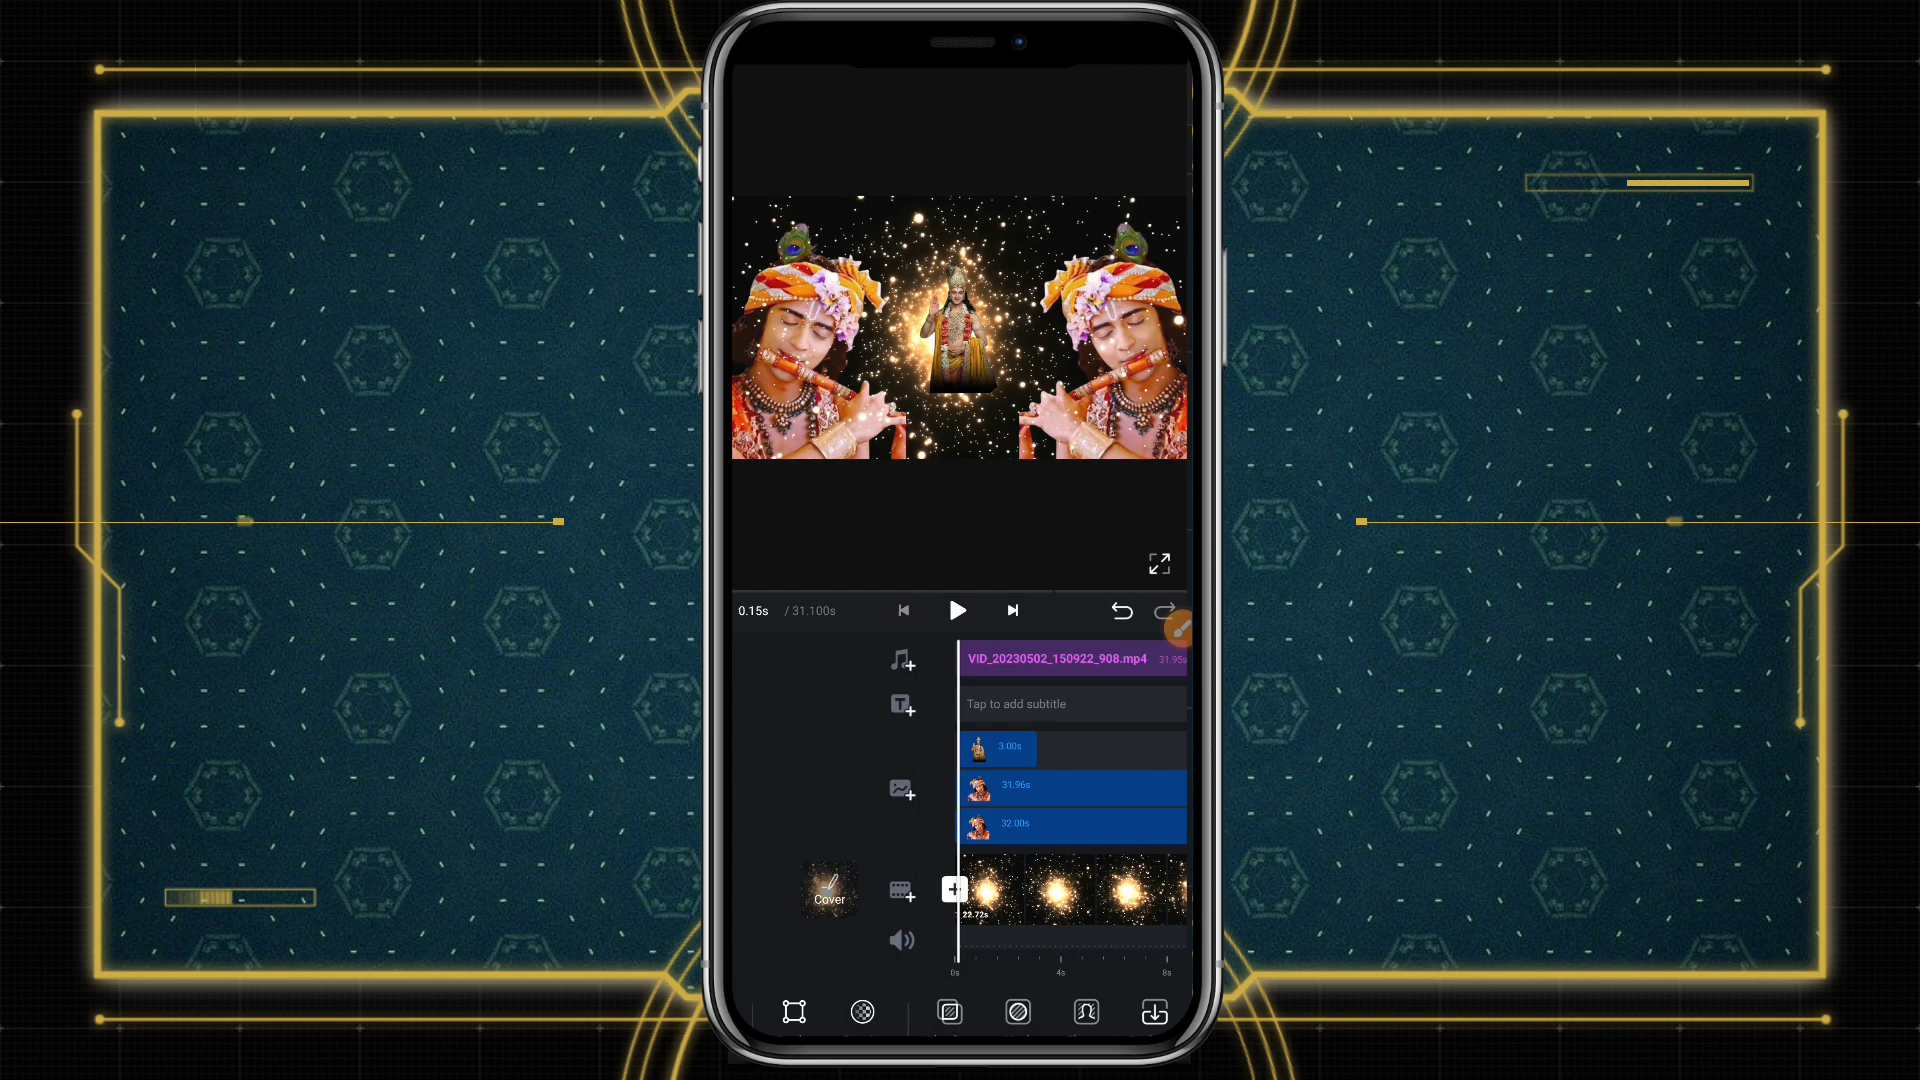 0.15s / 31.100s
VID_20230502_150922_908.mp4 31.95s
Tap to add subtitle
3.00s
31.96s
32.00s
Cover
22.72s
0s 4s 8s